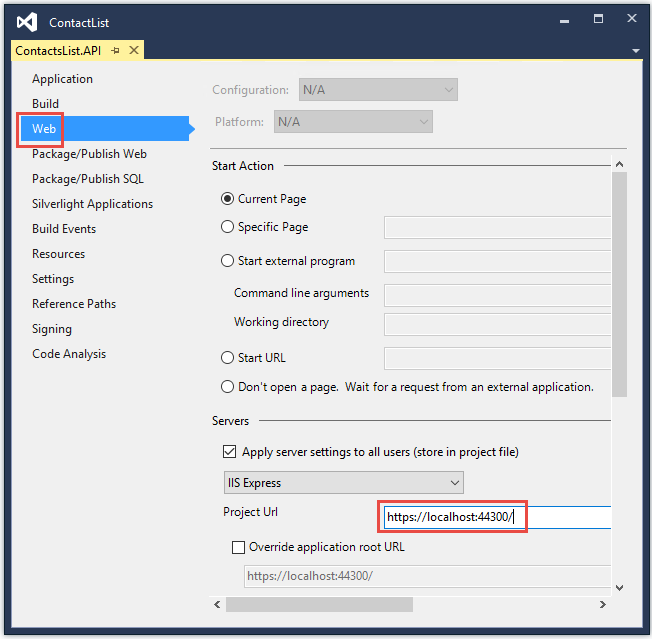 ContactList
ContactsList.API
Application
Build
Web
Package/Publish Web
Package/Publish SQL
Silverlight Applications
Build Events
Resources
Settings
Reference Paths
Signing
Code Analysis
Configuration: N/A
Platform: N/A
Start Action
Current Page
Specific Page
Start external program
Command line arguments
Working directory
Start URL
Don't open a page. Wait for a request from an external application.
Servers
Apply server settings to all users (store in project file)
IIS Express
Project Url https://localhost:44300/
Override application root URL
https://localhost:44300/